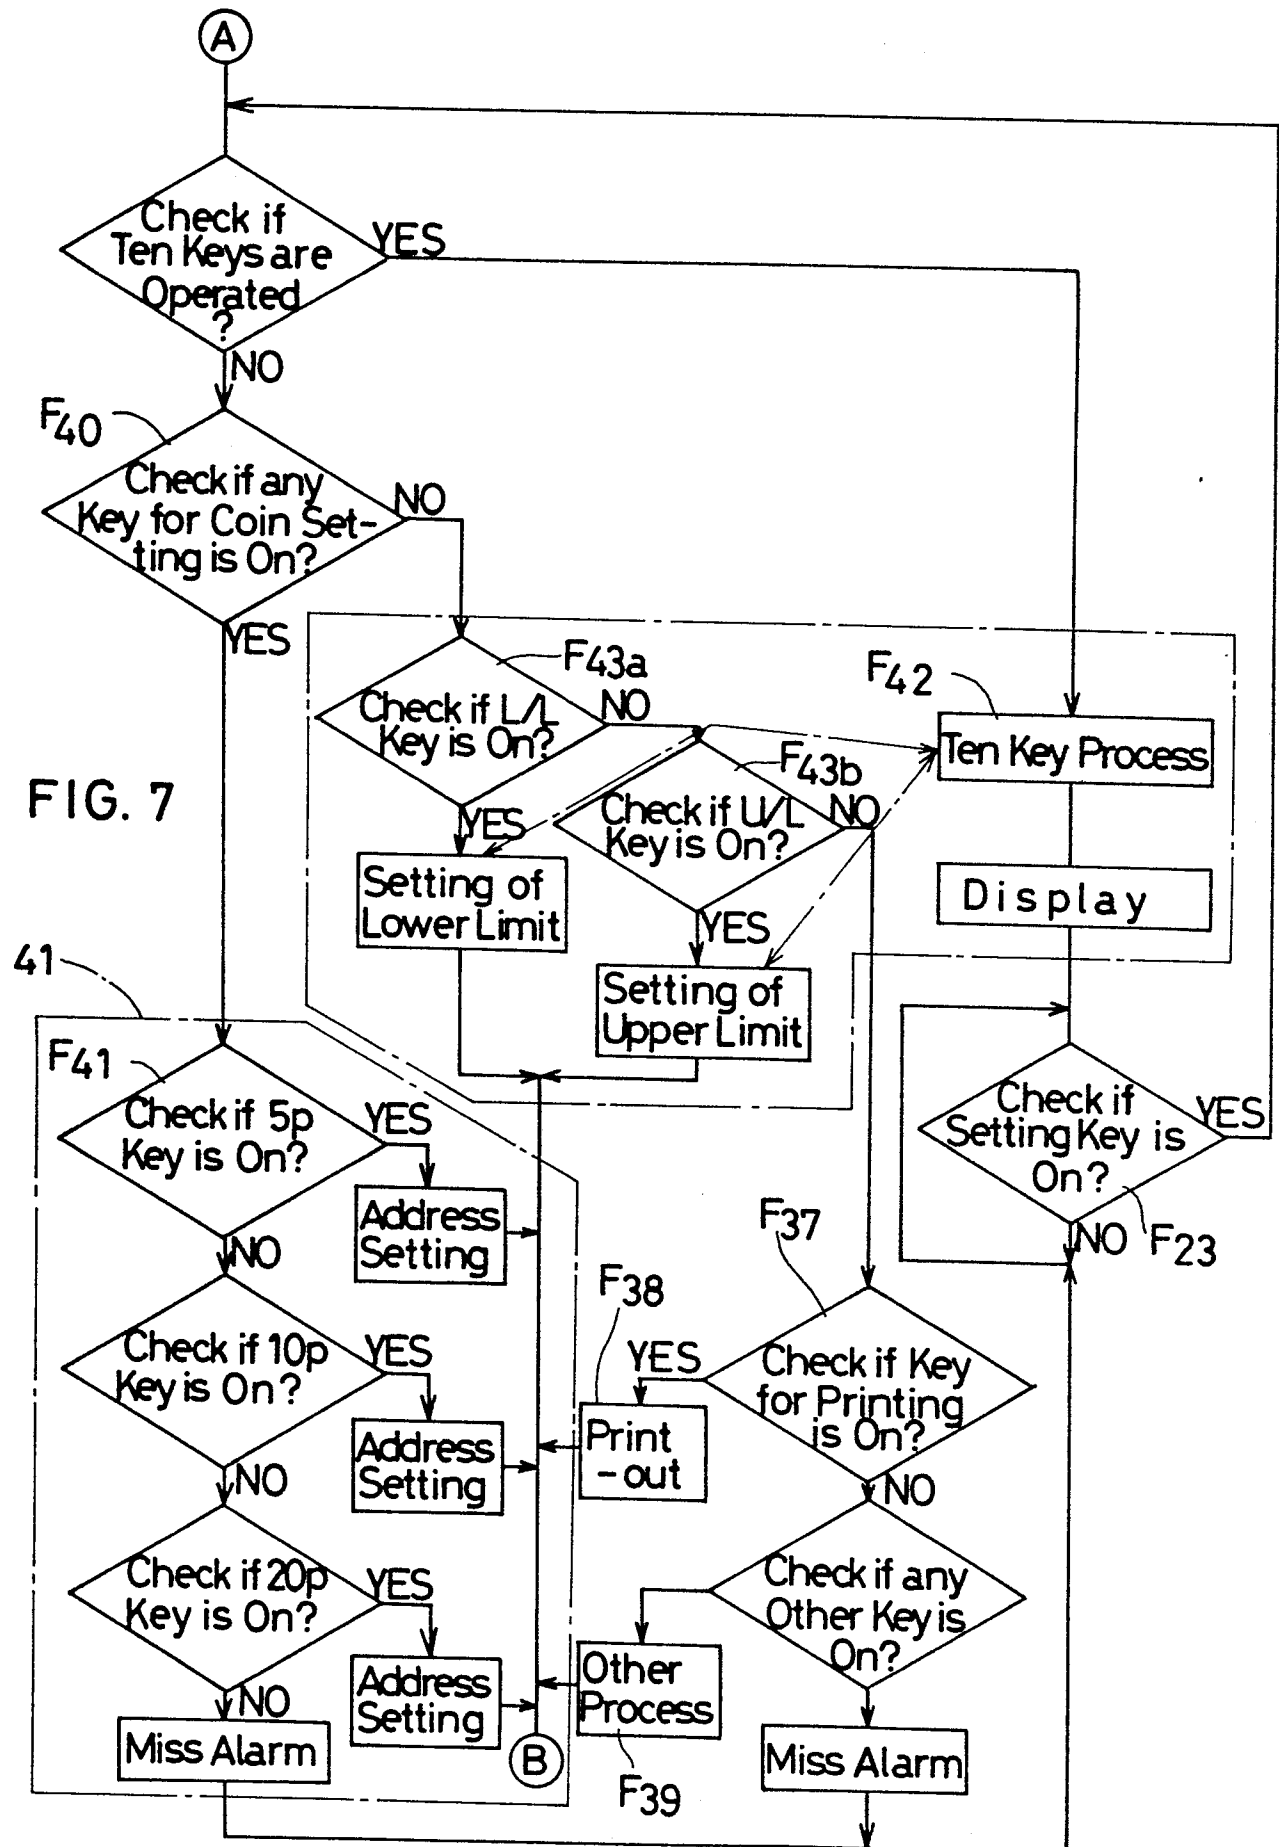 A
Check if
Ten Keys are
Operated
?
YES
NO
F40
Check if any
Key for Coin Set-
ting is On?
NO
YES
F43a
Check if L/L
Key is On?
NO
YES
F42
Ten Key Process
F43b
Check if U/L
Key is On?
NO
YES
FIG. 7
Setting of
Lower Limit
Display
Setting of
Upper Limit
41
F41
Check if 5p
Key is On?
YES
NO
Address
Setting
Check if
Setting Key is
On?
YES
NO
F23
F37
F38
Check if 10p
Key is On?
YES
NO
Address
Setting
Print
-out
YES
Check if Key
for Printing
is On?
NO
Check if 20p
Key is On?
YES
NO
Address
Setting
Other
Process
F39
Check if any
Other Key is
On?
Miss Alarm
B
Miss Alarm